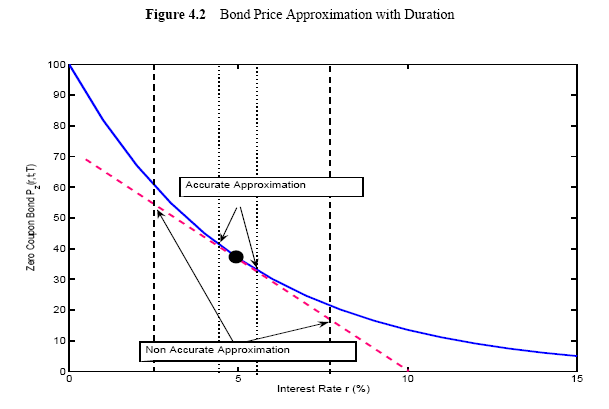 Figure 4.2 Bond Price Approximation with Duration
100
90
80
70
60
50
40
30
20
10
0
Zero Coupon Bond P_z(r,t;T)
Accurate Approximation
Non Accurate Approximation
0 5 10 15
Interest Rate r (%)